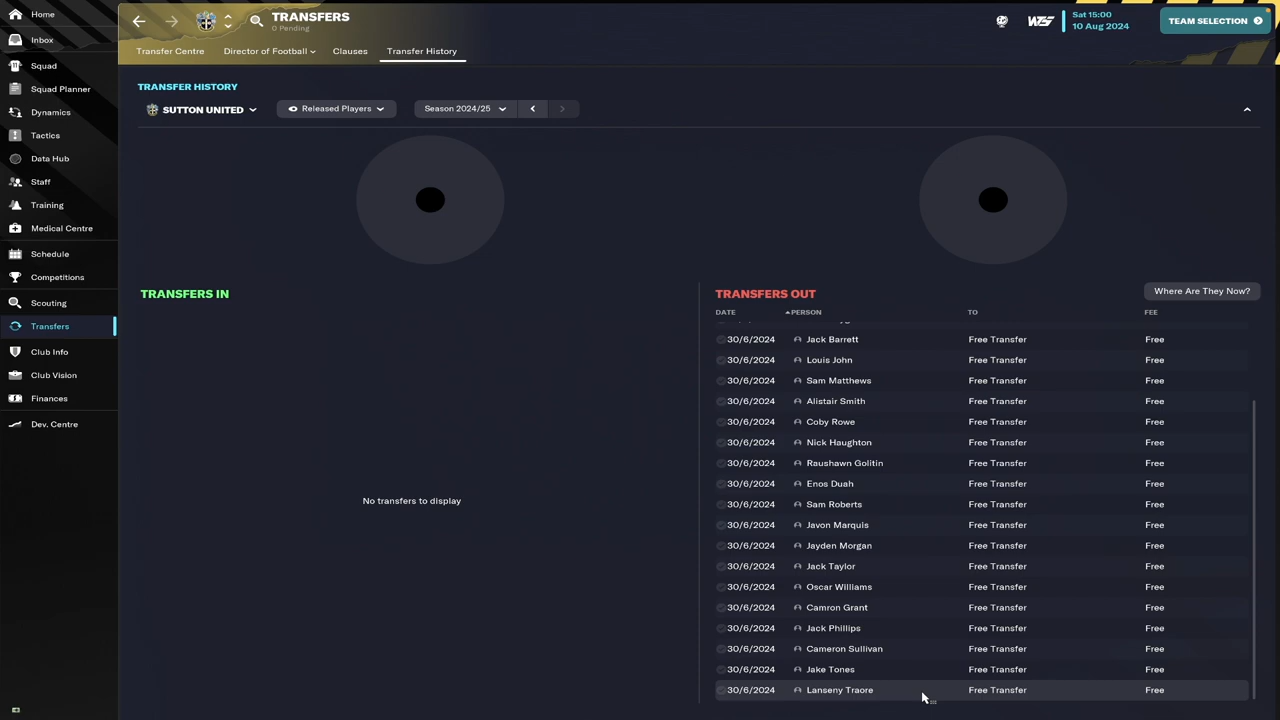 Home
Inbox
Squad
Squad Planner
Dynamics
Tactics
Data Hub
Staff
Training
Medical Centre
Schedule
Competitions
Scouting
Transfers
Club Info
Club Vision
Finances
Dev. Centre
TRANSFERS
0 Pending
Sat 15:00
10 Aug 2024
TEAM SELECTION
Transfer Centre Director of Football Clauses Transfer History
TRANSFER HISTORY
SUTTON UNITED Released Players Season 2024/25
TRANSFERS IN
No transfers to display
TRANSFERS OUT
Where Are They Now?
DATE PERSON TO FEE
30/6/2024 Jack Barrett Free Transfer Free
30/6/2024 Louis John Free Transfer Free
30/6/2024 Sam Matthews Free Transfer Free
30/6/2024 Alistair Smith Free Transfer Free
30/6/2024 Coby Rowe Free Transfer Free
30/6/2024 Nick Haughton Free Transfer Free
30/6/2024 Raushawn Golitin Free Transfer Free
30/6/2024 Enos Duah Free Transfer Free
30/6/2024 Sam Roberts Free Transfer Free
30/6/2024 Javon Marquis Free Transfer Free
30/6/2024 Jayden Morgan Free Transfer Free
30/6/2024 Jack Taylor Free Transfer Free
30/6/2024 Oscar Williams Free Transfer Free
30/6/2024 Camron Grant Free Transfer Free
30/6/2024 Jack Phillips Free Transfer Free
30/6/2024 Cameron Sullivan Free Transfer Free
30/6/2024 Jake Tones Free Transfer Free
30/6/2024 Lanseny Traore Free Transfer Free